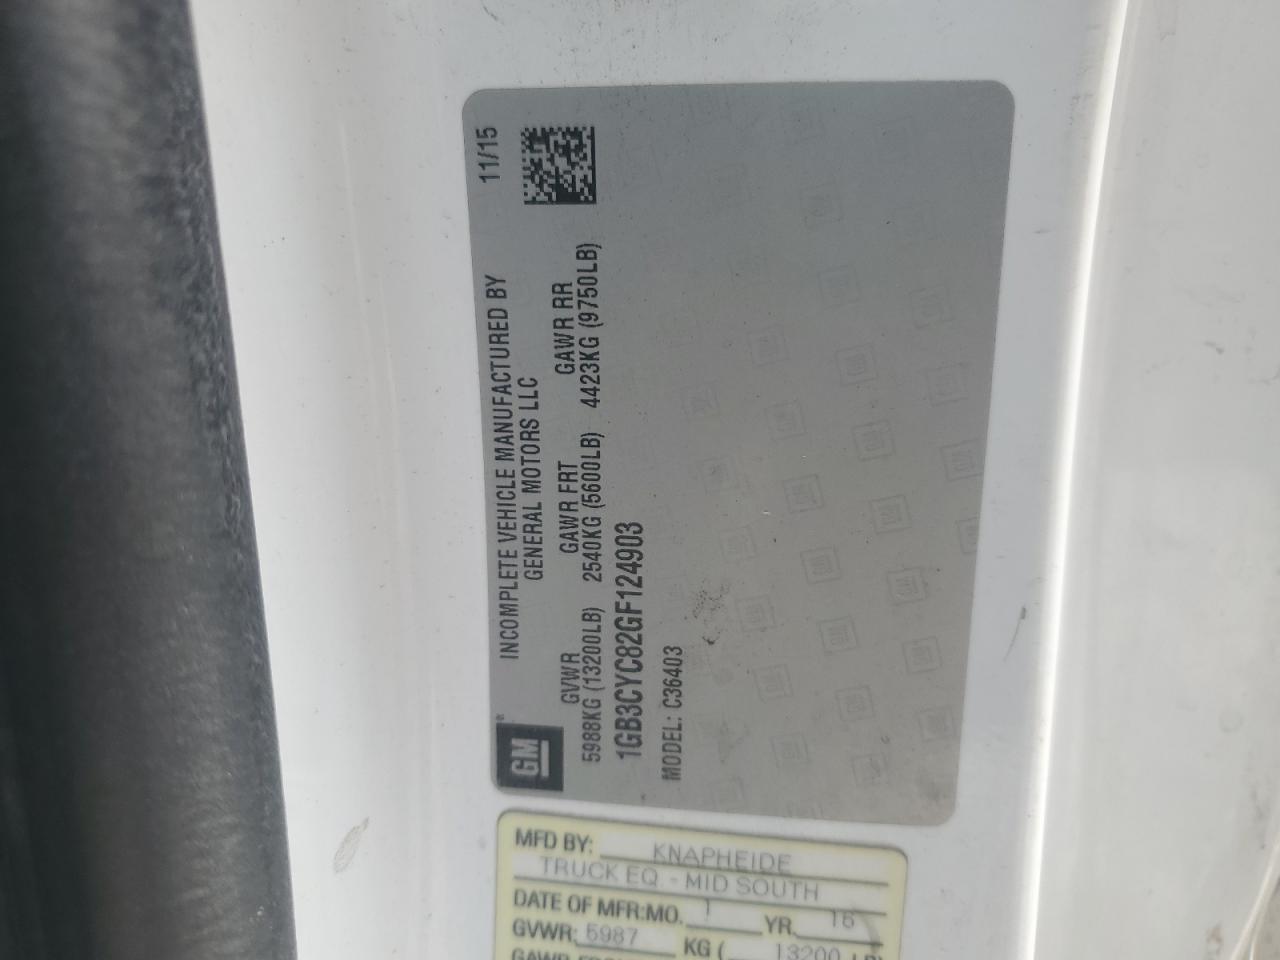 INCOMPLETE VEHICLE MANUFACTURED BY 11/15
GENERAL MOTORS LLC
GM
GVWR GAWR FRT GAWR RR
5988KG (13200LB) 2540KG (5600LB) 4423KG (9750LB)
1GB3CYC82GF124903
MODEL: C36403
MFD BY: KNAPHEIDE
TRUCK EQ. - MID SOUTH
DATE OF MFR:MO. 1 YR. 16
GVWR: 5987 KG ( 13200 LB)